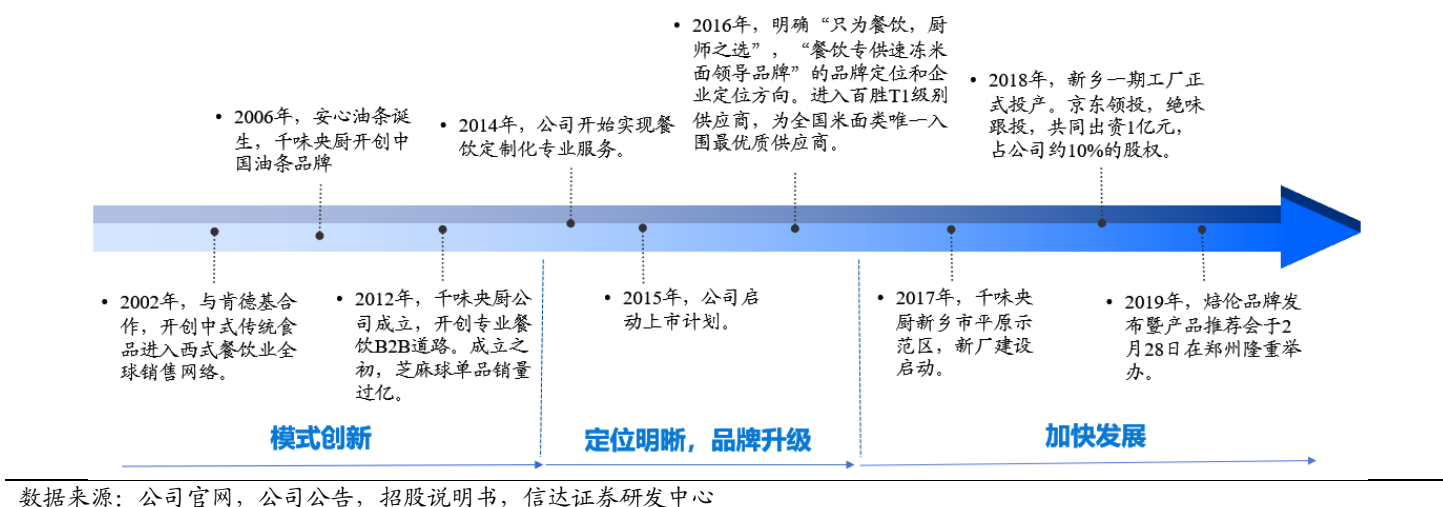 • 2016年，明确“只为餐饮，厨
师之选”，“餐饮专供速冻米
面领导品牌”的品牌定位和企
业定位方向。进入百胜T1级别
供应商，为全国米面类唯一入
围最优质供应商。
• 2018年，新乡一期工厂正
式投产。京东领投，绝味
跟投，共同出资1亿元，
占公司约10%的股权。
• 2006年，安心油条诞
生，千味央厨开创中
国油条品牌
• 2014年，公司开始实现餐
饮定制化专业服务。
• 2002年，与肯德基合
作，开创中式传统食
品进入西式餐饮业全
球销售网络。
• 2012年，千味央厨公
司成立，开创专业餐
饮B2B道路。成立之
初，芝麻球单品销量
过亿。
• 2015年，公司启
动上市计划。
• 2017年，千味央
厨新乡市平原示
范区，新厂建设
启动。
• 2019年，焙伦品牌发
布暨产品推荐会于2
月28日在郑州隆重举
办。
模式创新
定位明晰，品牌升级
加快发展
数据来源：公司官网，公司公告，招股说明书，信达证券研发中心